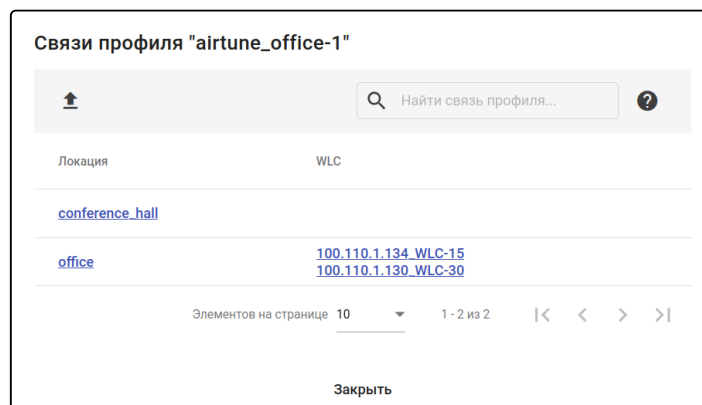 Связи профиля "airtune_office-1"
Найти связь профиля...
Локация WLC
conference_hall
office 100.110.1.134_WLC-15
100.110.1.130_WLC-30
Элементов на странице 10 1 - 2 из 2
Закрыть